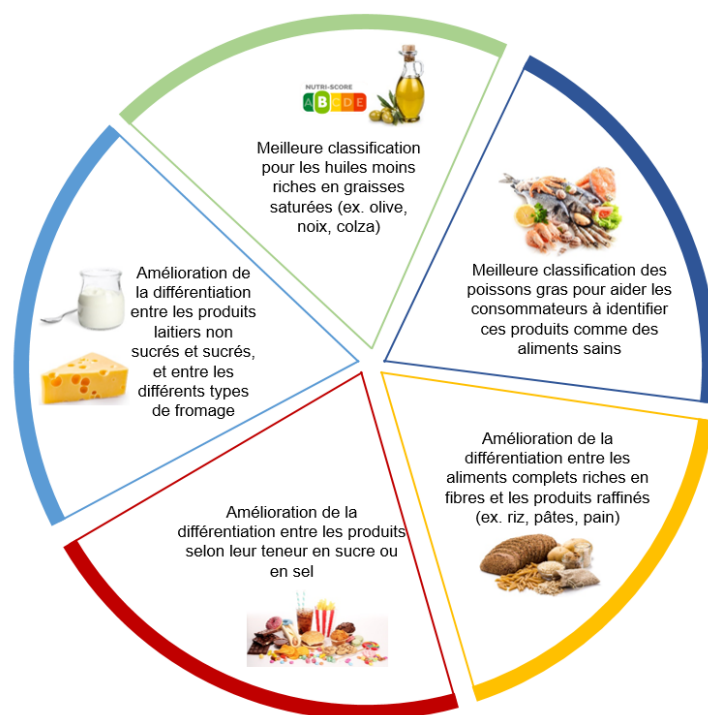 NUTRI-SCORE
A B C D E
Meilleure classification
pour les huiles moins
riches en graisses
saturées (ex. olive,
noix, colza)
Meilleure classification des
poissons gras pour aider les
consommateurs à identifier
ces produits comme des
aliments sains
Amélioration de la
différentiation entre les
aliments complets riches en
fibres et les produits raffinés
(ex. riz, pâtes, pain)
Amélioration de la
différentiation entre les produits
selon leur teneur en sucre ou
en sel
Amélioration de
la différentiation
entre les produits
laitiers non
sucrés et sucrés,
et entre les
différents types
de fromage